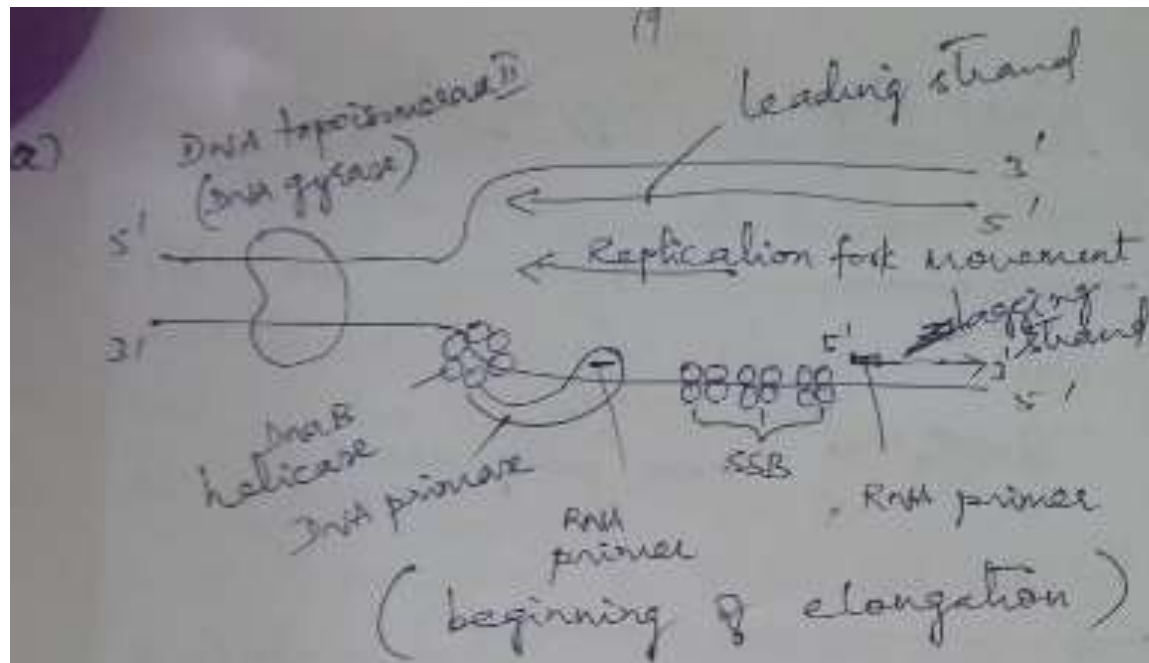 19
a)
DNA topoisomerase II
(DNA gyrase)
Leading strand
3'
5'
5'
Replication fork movement
3'
5'
lagging
strand
3'
5'
DnaB
helicase
DNA primase
RNA
primer
SSB
RNA primer
(beginning of elongation)